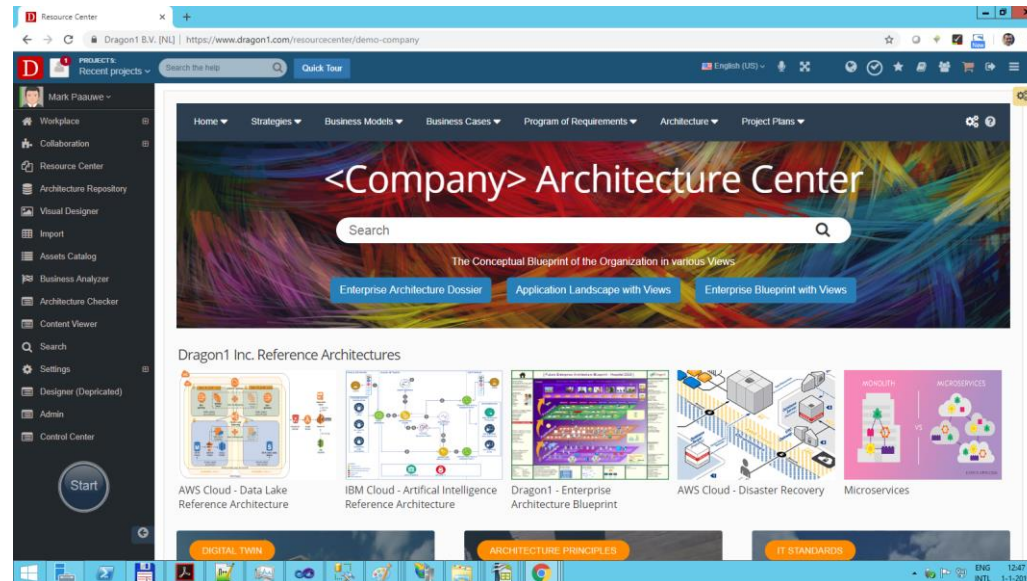 Resource Center
Dragon1 B.V. [NL] | https://www.dragon1.com/resourcecenter/demo-company
D
1
PROJECTS:
Recent projects
Search the help
Quick Tour
English (US)
Mark Paauwe
Workplace
Collaboration
Resource Center
Architecture Repository
Visual Designer
Import
Assets Catalog
Business Analyzer
Architecture Checker
Content Viewer
Search
Settings
Designer (Depricated)
Admin
Control Center
Start
Home
Strategies
Business Models
Business Cases
Program of Requirements
Architecture
Project Plans
<Company> Architecture Center
Search
The Conceptual Blueprint of the Organization in various Views
Enterprise Architecture Dossier
Application Landscape with Views
Enterprise Blueprint with Views
Dragon1 Inc. Reference Architectures
MONOLITH
VS
MICROSERVICES
AWS Cloud - Data Lake
Reference Architecture
IBM Cloud - Artifical Intelligence
Reference Architecture
Dragon1 - Enterprise
Architecture Blueprint
AWS Cloud - Disaster Recovery
Microservices
DIGITAL TWIN
ARCHITECTURE PRINCIPLES
IT STANDARDS
ENG
INTL
12:47